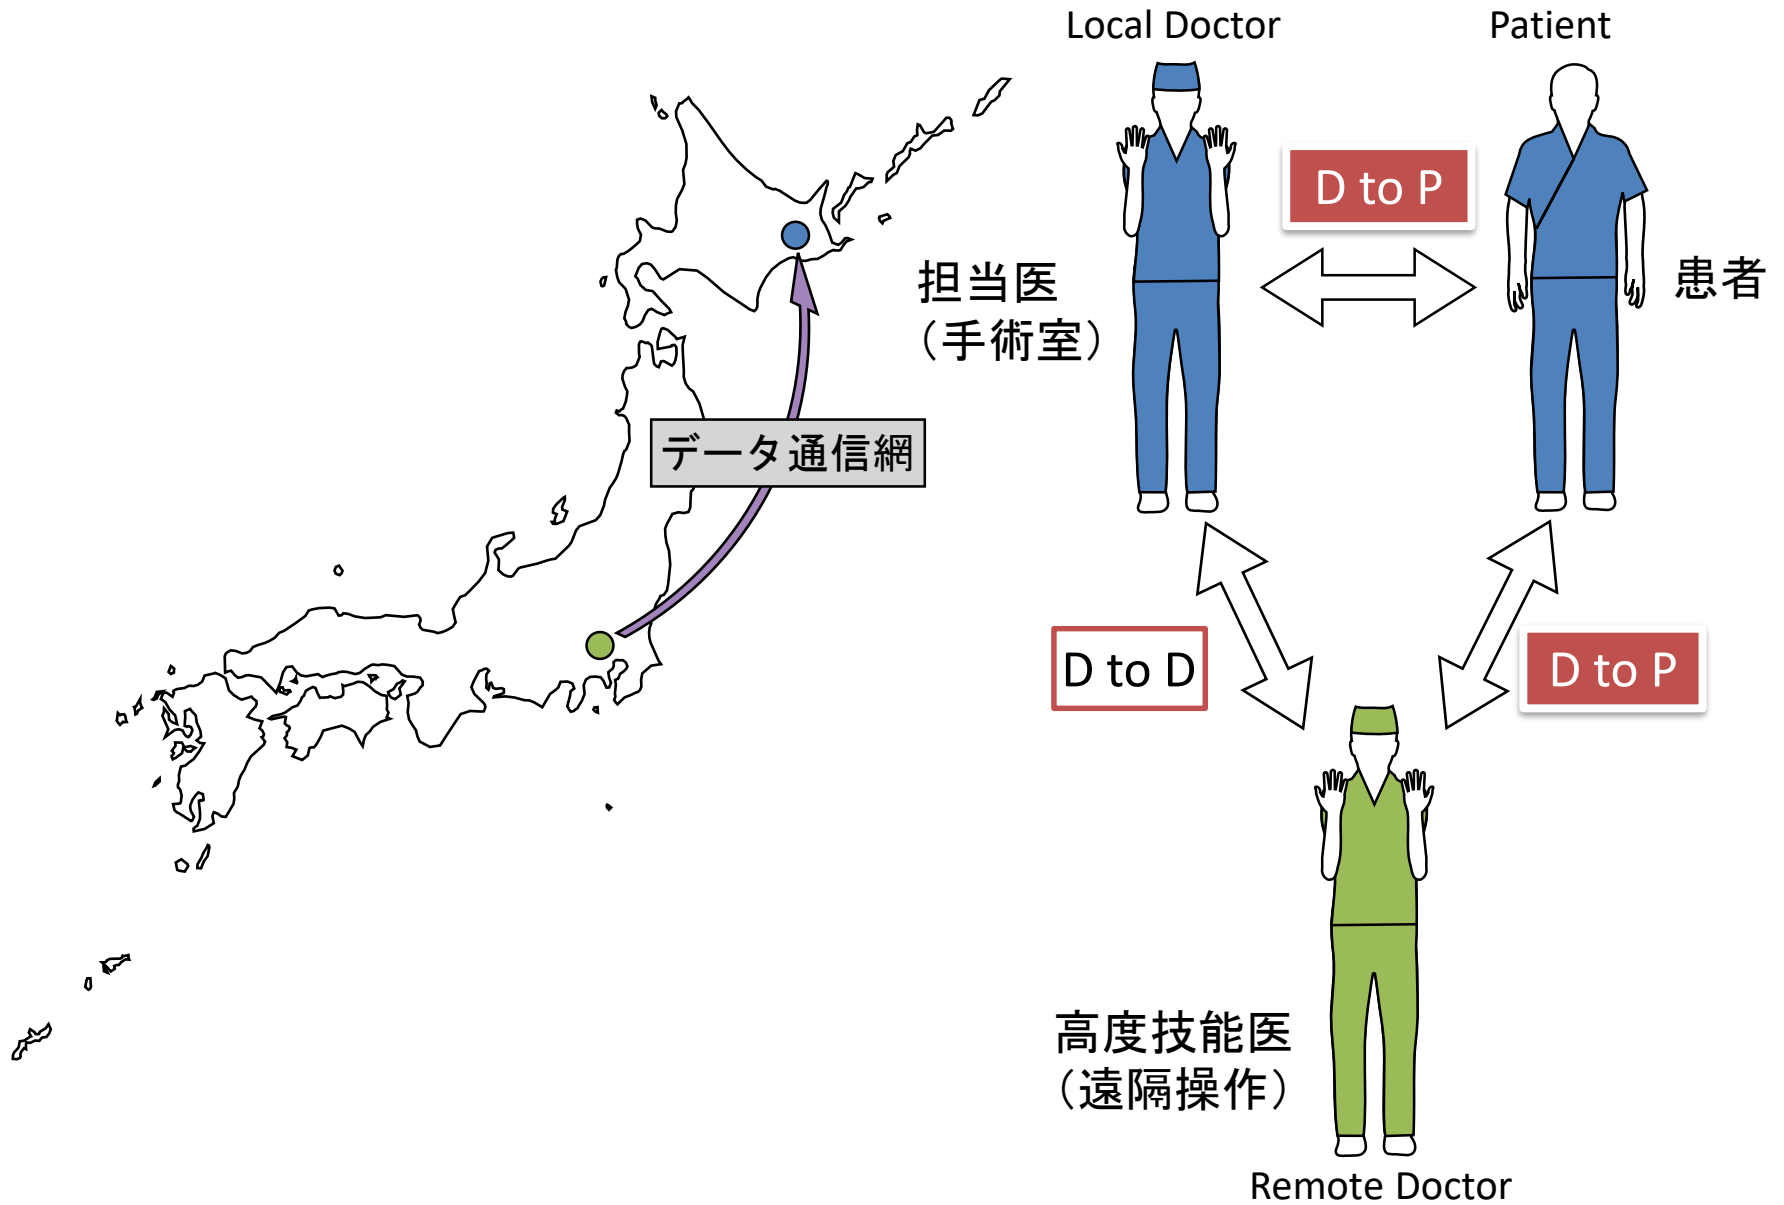 Local Doctor
Patient
D to P
担当医
（手術室）
患者
データ通信網
D to D
D to P
高度技能医
（遠隔操作）
Remote Doctor